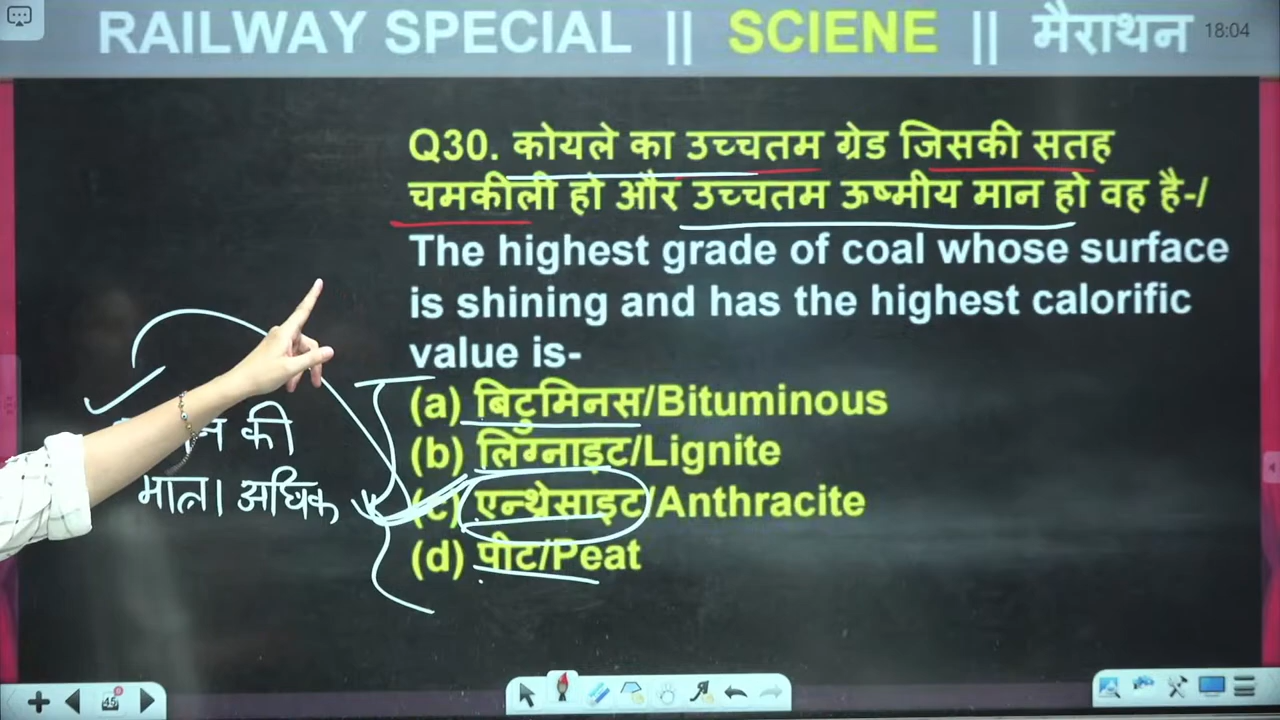 RAILWAY SPECIAL || SCIENE || मैराथन 18:04
Q30. कोयले का उच्चतम ग्रेड जिसकी सतह
चमकीली हो और उच्चतम ऊष्मीय मान हो वह है-/
The highest grade of coal whose surface
is shining and has the highest calorific
value is-
(a) बिटुमिनस/Bituminous
(b) लिग्नाइट/Lignite
(c) एन्थ्रेसाइट/Anthracite
(d) पीट/Peat
की
मात्रा अधिक
45